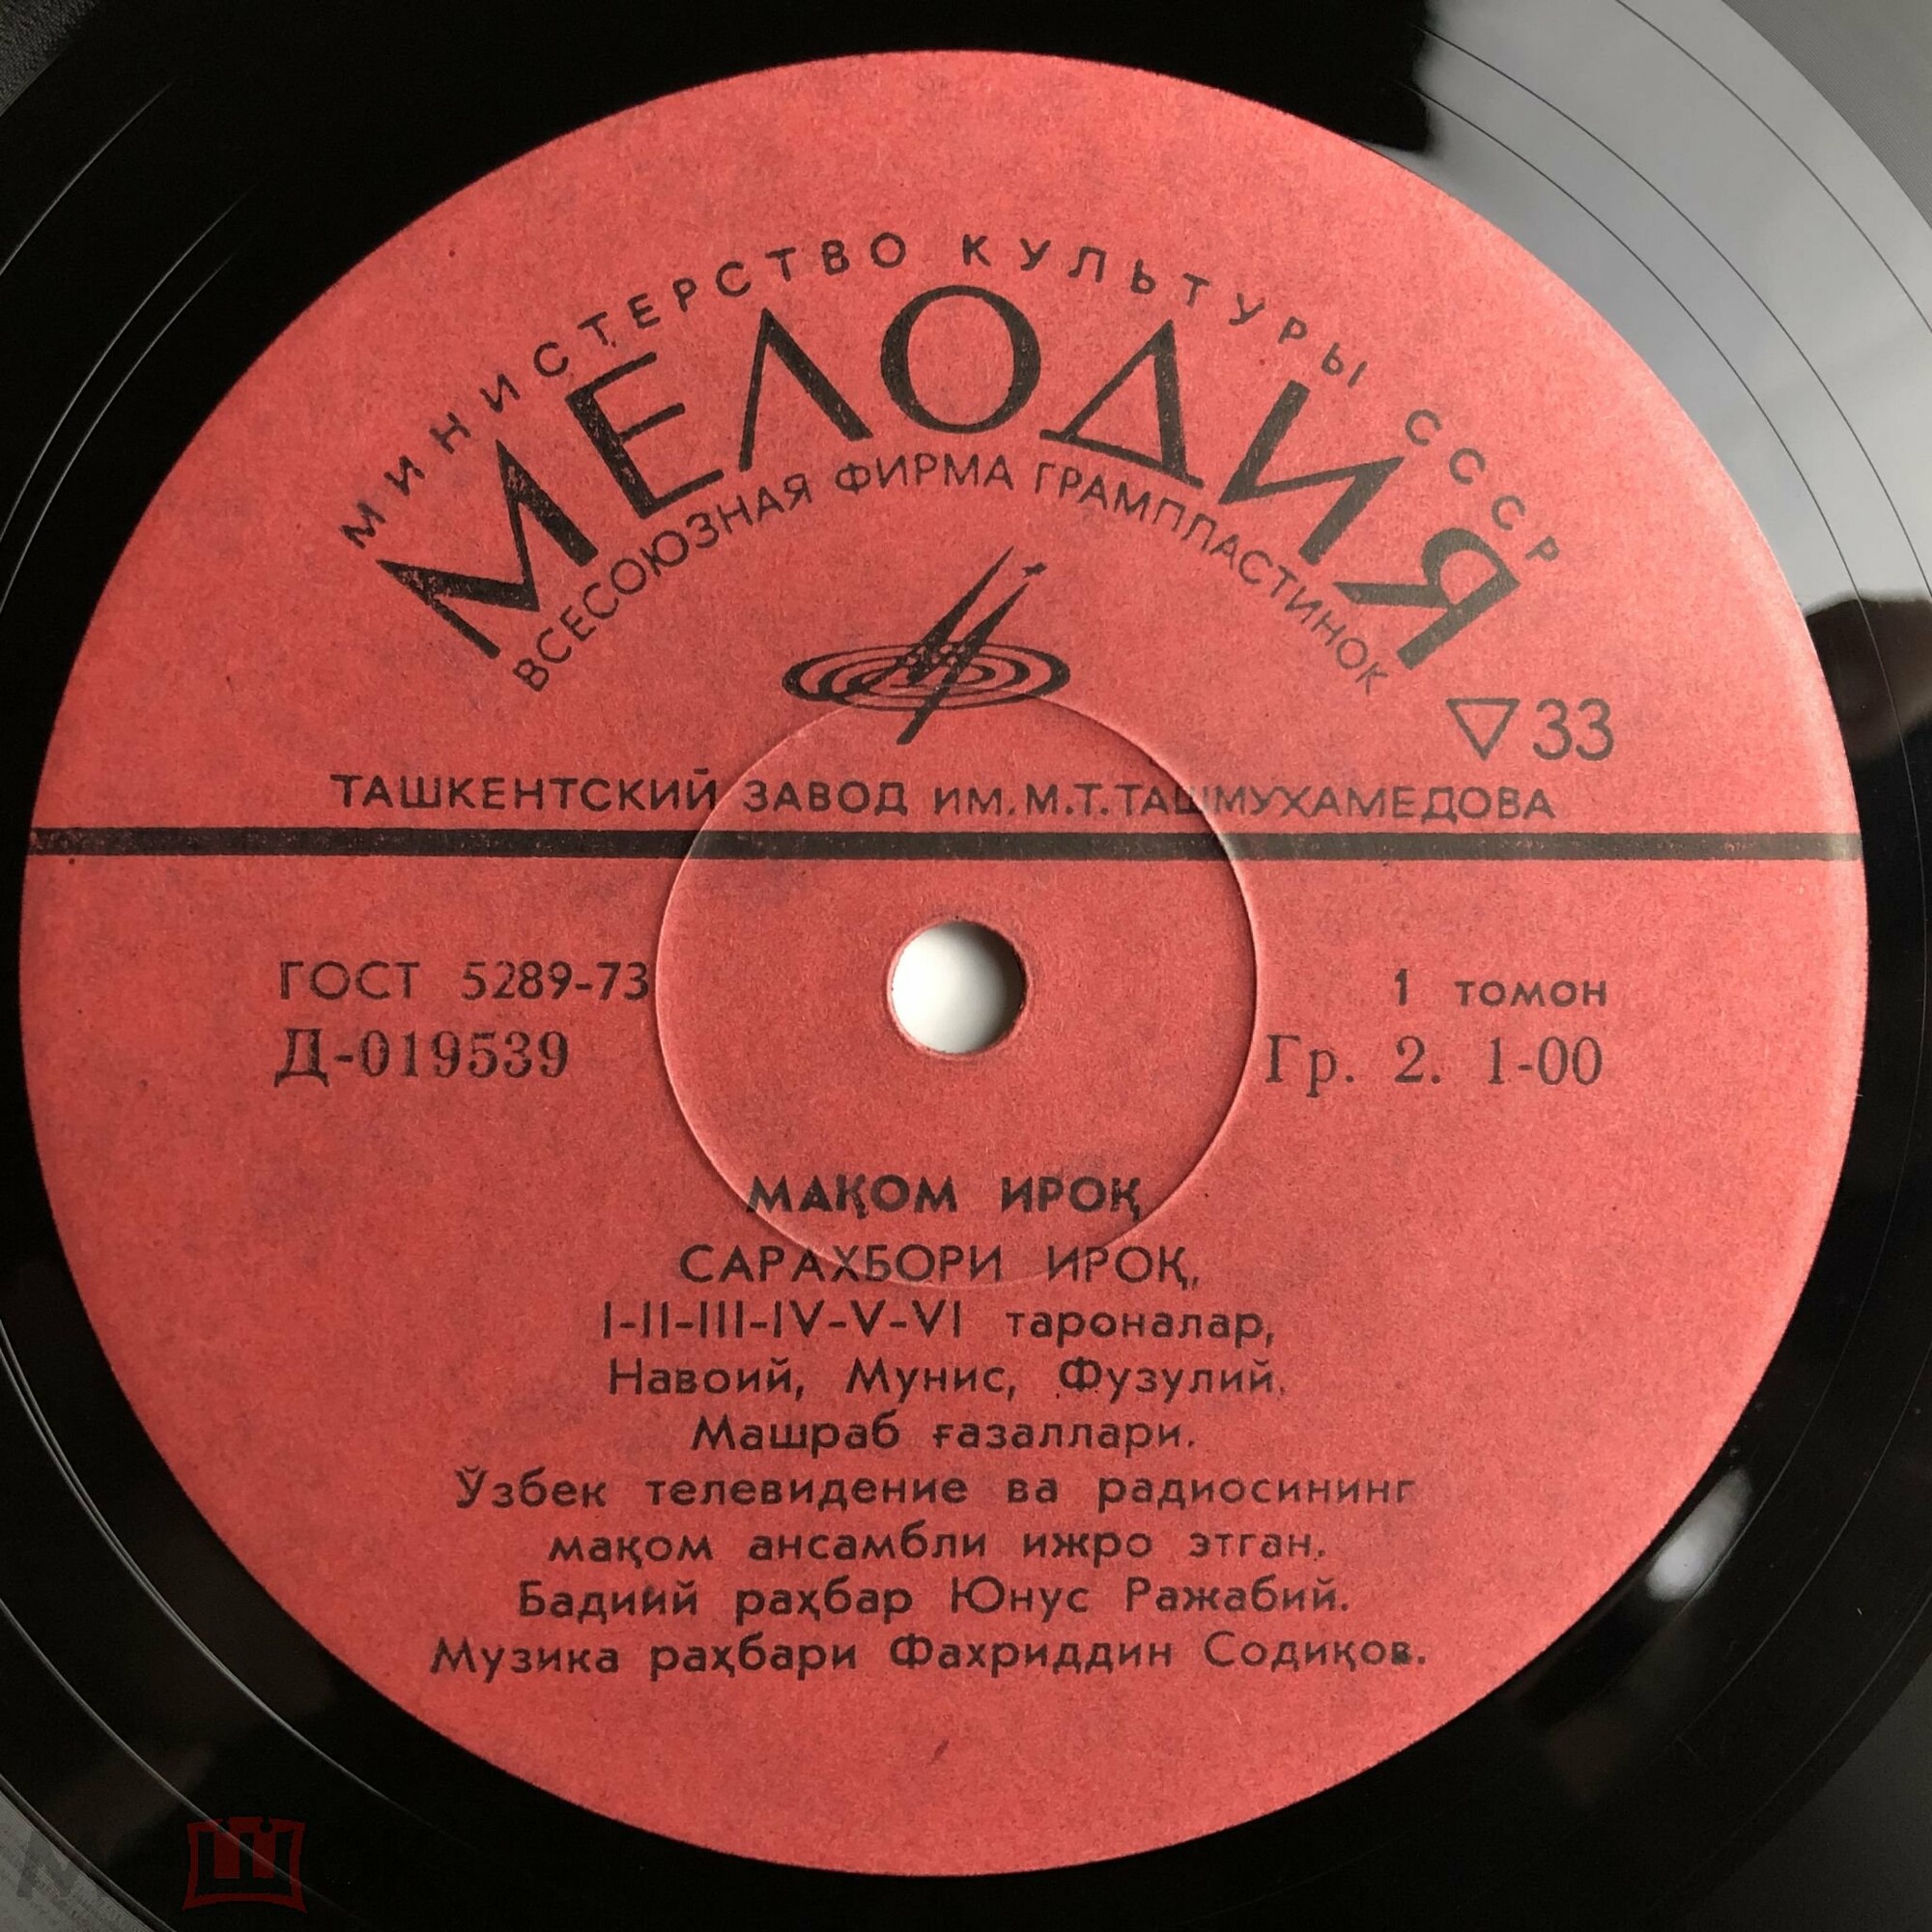 МИНИСТЕРСТВО КУЛЬТУРЫ СССР
МЕЛОДИЯ
ВСЕСОЮЗНАЯ ФИРМА ГРАМПЛАСТИНОК
33
ТАШКЕНТСКИЙ ЗАВОД ИМ. М.Т. ТАШМУХАМЕДОВА
ГОСТ 5289-73
Д-019539
1 томон
Гр. 2. 1-00
МАҚОМ ИРОҚ
САРАХБОРИ ИРОҚ,
I-II-III-IV-V-VI тароналар,
Навоий, Мунис, Фузулий,
Машраб ғазаллари.
Ўзбек телевидение ва радиосининг
мақом ансамбли ижро этган.
Бадиий раҳбар Юнус Ражабий.
Музика раҳбари Фахриддин Содиқов.